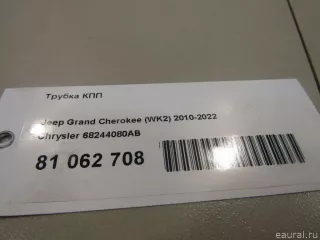 Трубка КПП
Jeep Grand Cherokee (WK2) 2010-2022
Chrysler 68244080AB
81 062 708
eaural.ru